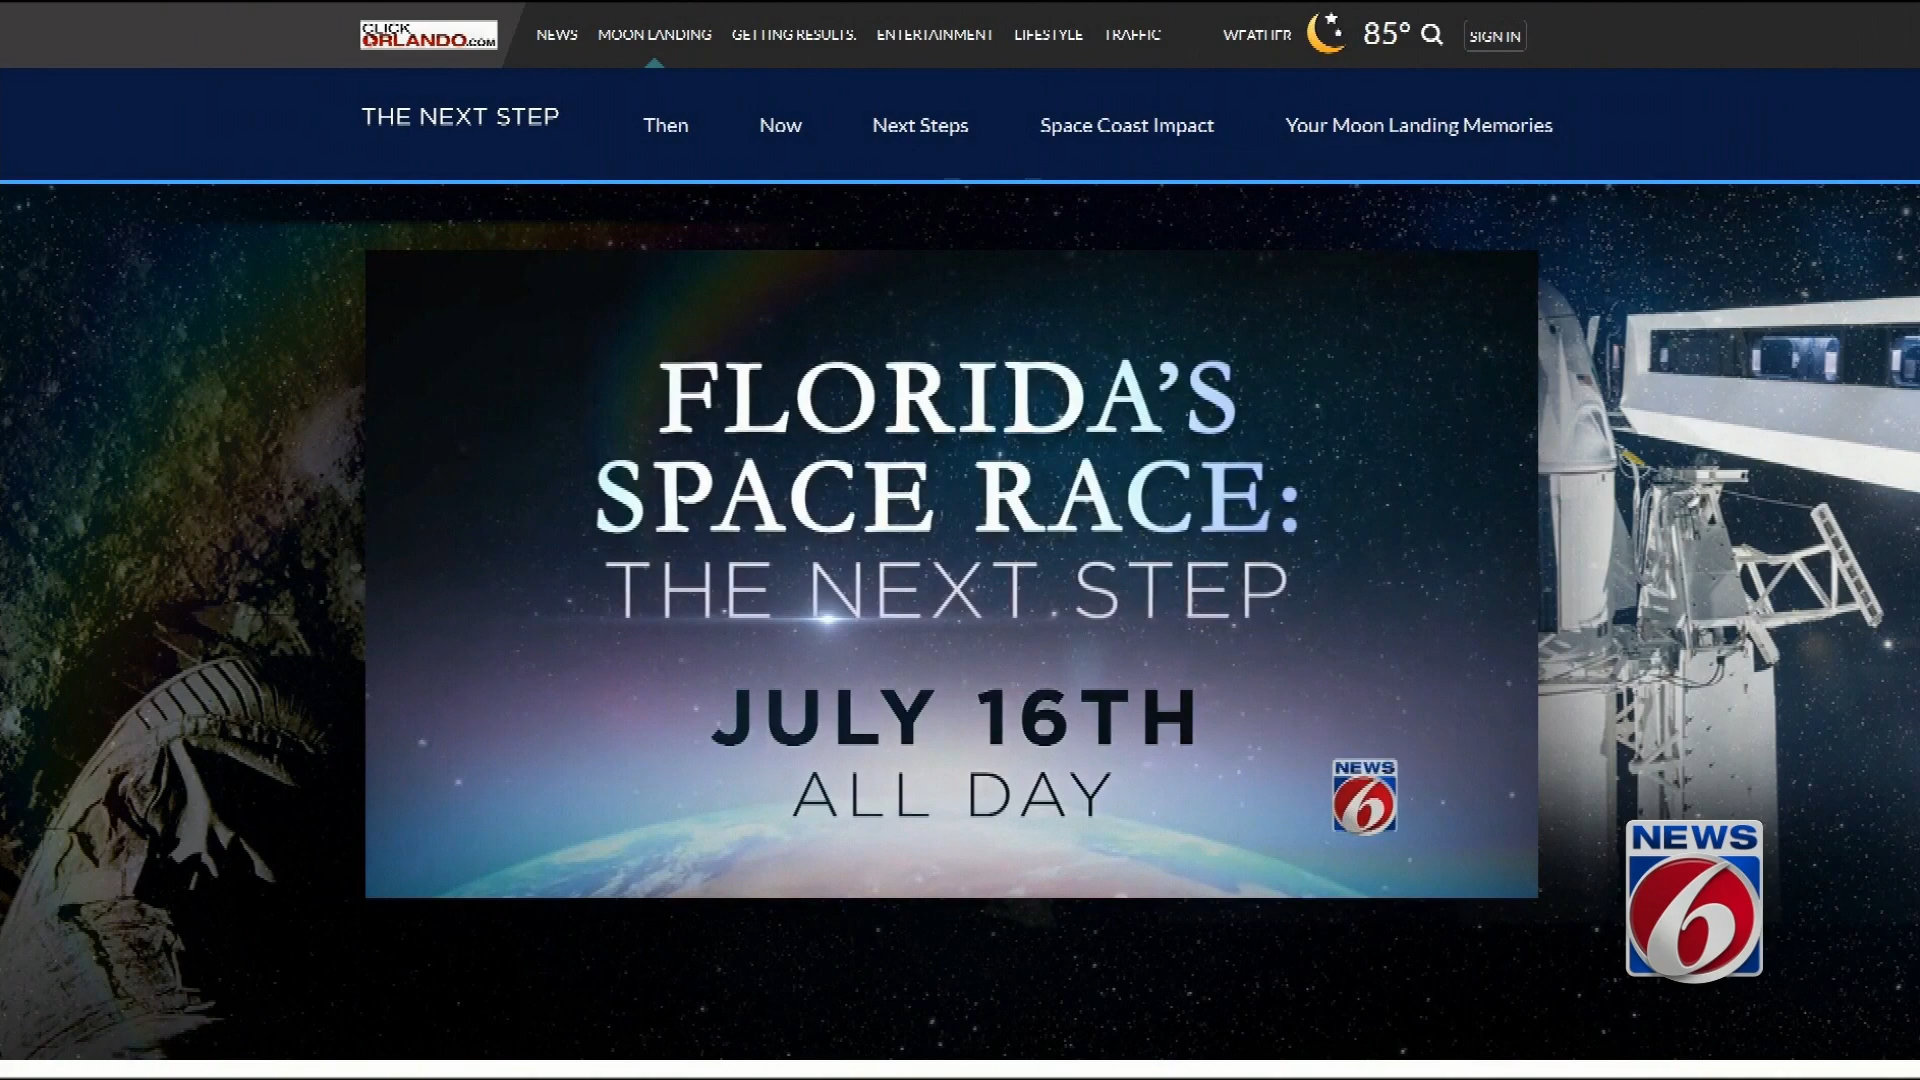 CLICK
ORLANDO.COM
NEWS MOON LANDING GETTING RESULTS. ENTERTAINMENT LIFESTYLE TRAFFIC WEATHER 85° SIGN IN
THE NEXT STEP Then Now Next Steps Space Coast Impact Your Moon Landing Memories
FLORIDA'S
SPACE RACE:
THE NEXT STEP
JULY 16TH
ALL DAY
NEWS
6
NEWS
6